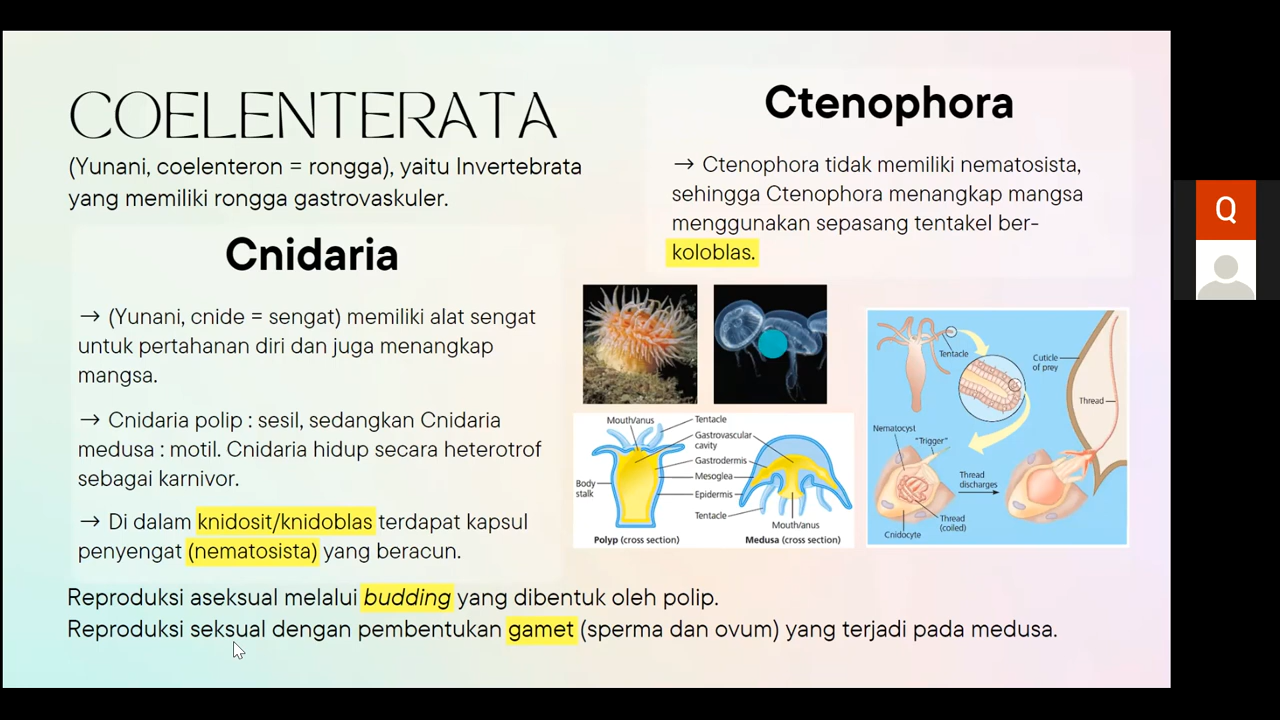 COELENTERATA
(Yunani, coelenteron = rongga), yaitu Invertebrata
yang memiliki rongga gastrovaskuler.
Cnidaria
→ (Yunani, cnide = sengat) memiliki alat sengat
untuk pertahanan diri dan juga menangkap
mangsa.
→ Cnidaria polip : sesil, sedangkan Cnidaria
medusa : motil. Cnidaria hidup secara heterotrof
sebagai karnivor.
→ Di dalam knidosit/knidoblas terdapat kapsul
penyengat (nematosista) yang beracun.
Ctenophora
→ Ctenophora tidak memiliki nematosista,
sehingga Ctenophora menangkap mangsa
menggunakan sepasang tentakel ber-
koloblas.
Mouth/anus
Tentacle
Gastrovascular
cavity
Gastrodermis
Mesoglea
Body
stalk
Epidermis
Tentacle
Mouth/anus
Polyp (cross section)
Medusa (cross section)
Tentacle
Cuticle
of prey
Thread
Nematocyst
"Trigger"
Thread
discharges
Thread
(coiled)
Cnidocyte
Reproduksi aseksual melalui budding yang dibentuk oleh polip.
Reproduksi seksual dengan pembentukan gamet (sperma dan ovum) yang terjadi pada medusa.
Q